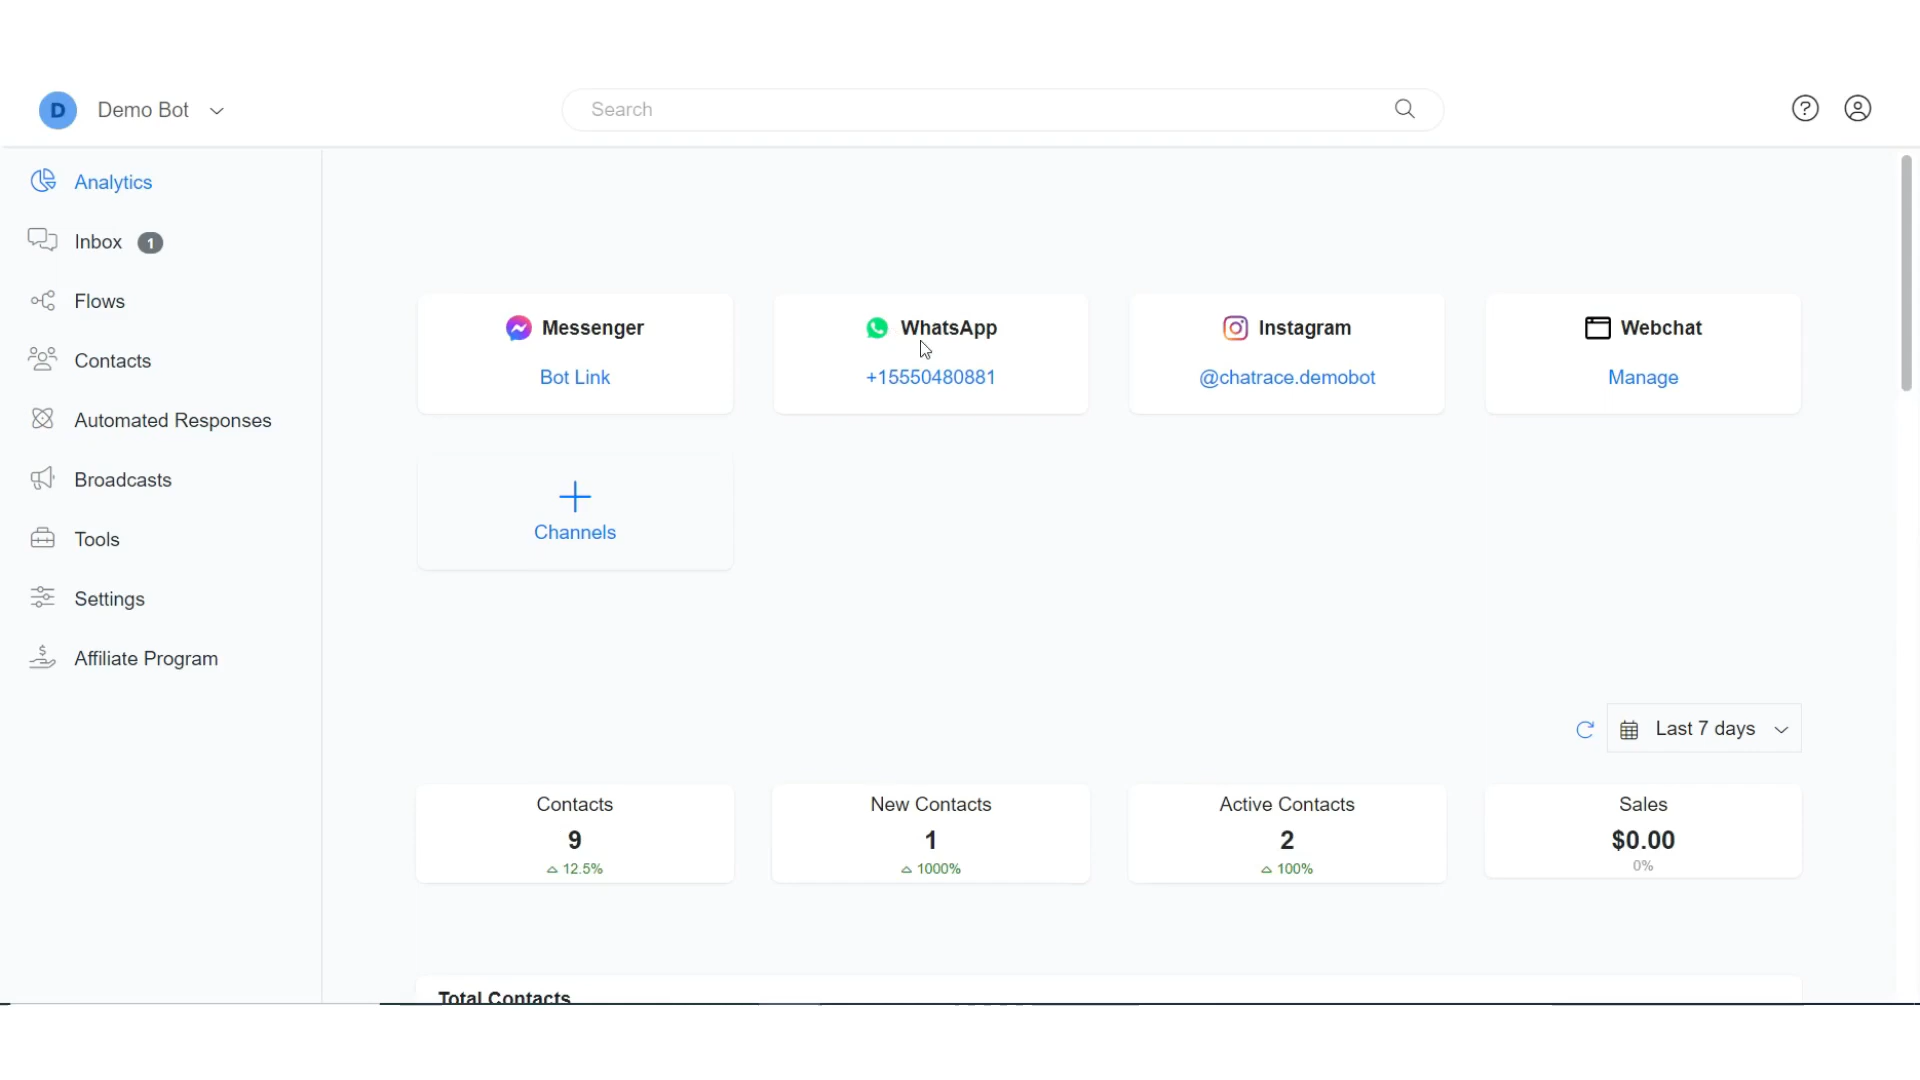 D Demo Bot
Search
?
Analytics
Inbox 1
Flows
Contacts
Automated Responses
Broadcasts
Tools
Settings
$
Affiliate Program
Messenger
Bot Link
WhatsApp
+15550480881
Instagram
@chatrace.demobot
Webchat
Manage
Channels
Last 7 days
Contacts
9
12.5%
New Contacts
1
1000%
Active Contacts
2
100%
Sales
$0.00
0%
Total Contacts